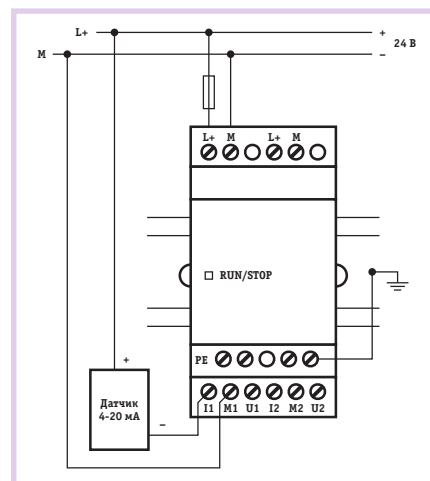 L+
+
24 В
M
–
L+ M L+ M
RUN/STOP
PE
+
Датчик
4-20 мА
–
I1 M1 U1 I2 M2 U2